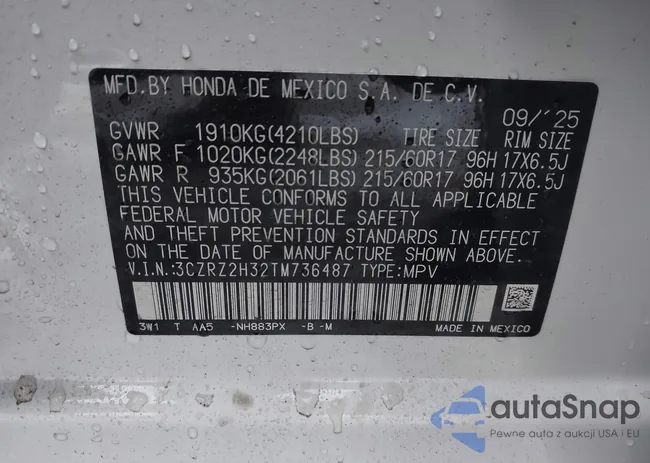 MFD.BY HONDA DE MEXICO S.A. DE C.V.
09/'25
GVWR 1910KG(4210LBS) TIRE SIZE RIM SIZE
GAWR F 1020KG(2248LBS) 215/60R17 96H 17X6.5J
GAWR R 935KG(2061LBS) 215/60R17 96H 17X6.5J
THIS VEHICLE CONFORMS TO ALL APPLICABLE
FEDERAL MOTOR VEHICLE SAFETY
AND THEFT PREVENTION STANDARDS IN EFFECT
ON THE DATE OF MANUFACTURE SHOWN ABOVE.
V.I.N.:3CZRZ2H32TM736487 TYPE:MPV
3W1 T AA5 -NH883PX -B -M
MADE IN MEXICO
autaSnap
Pewne auta z aukcji USA i EU